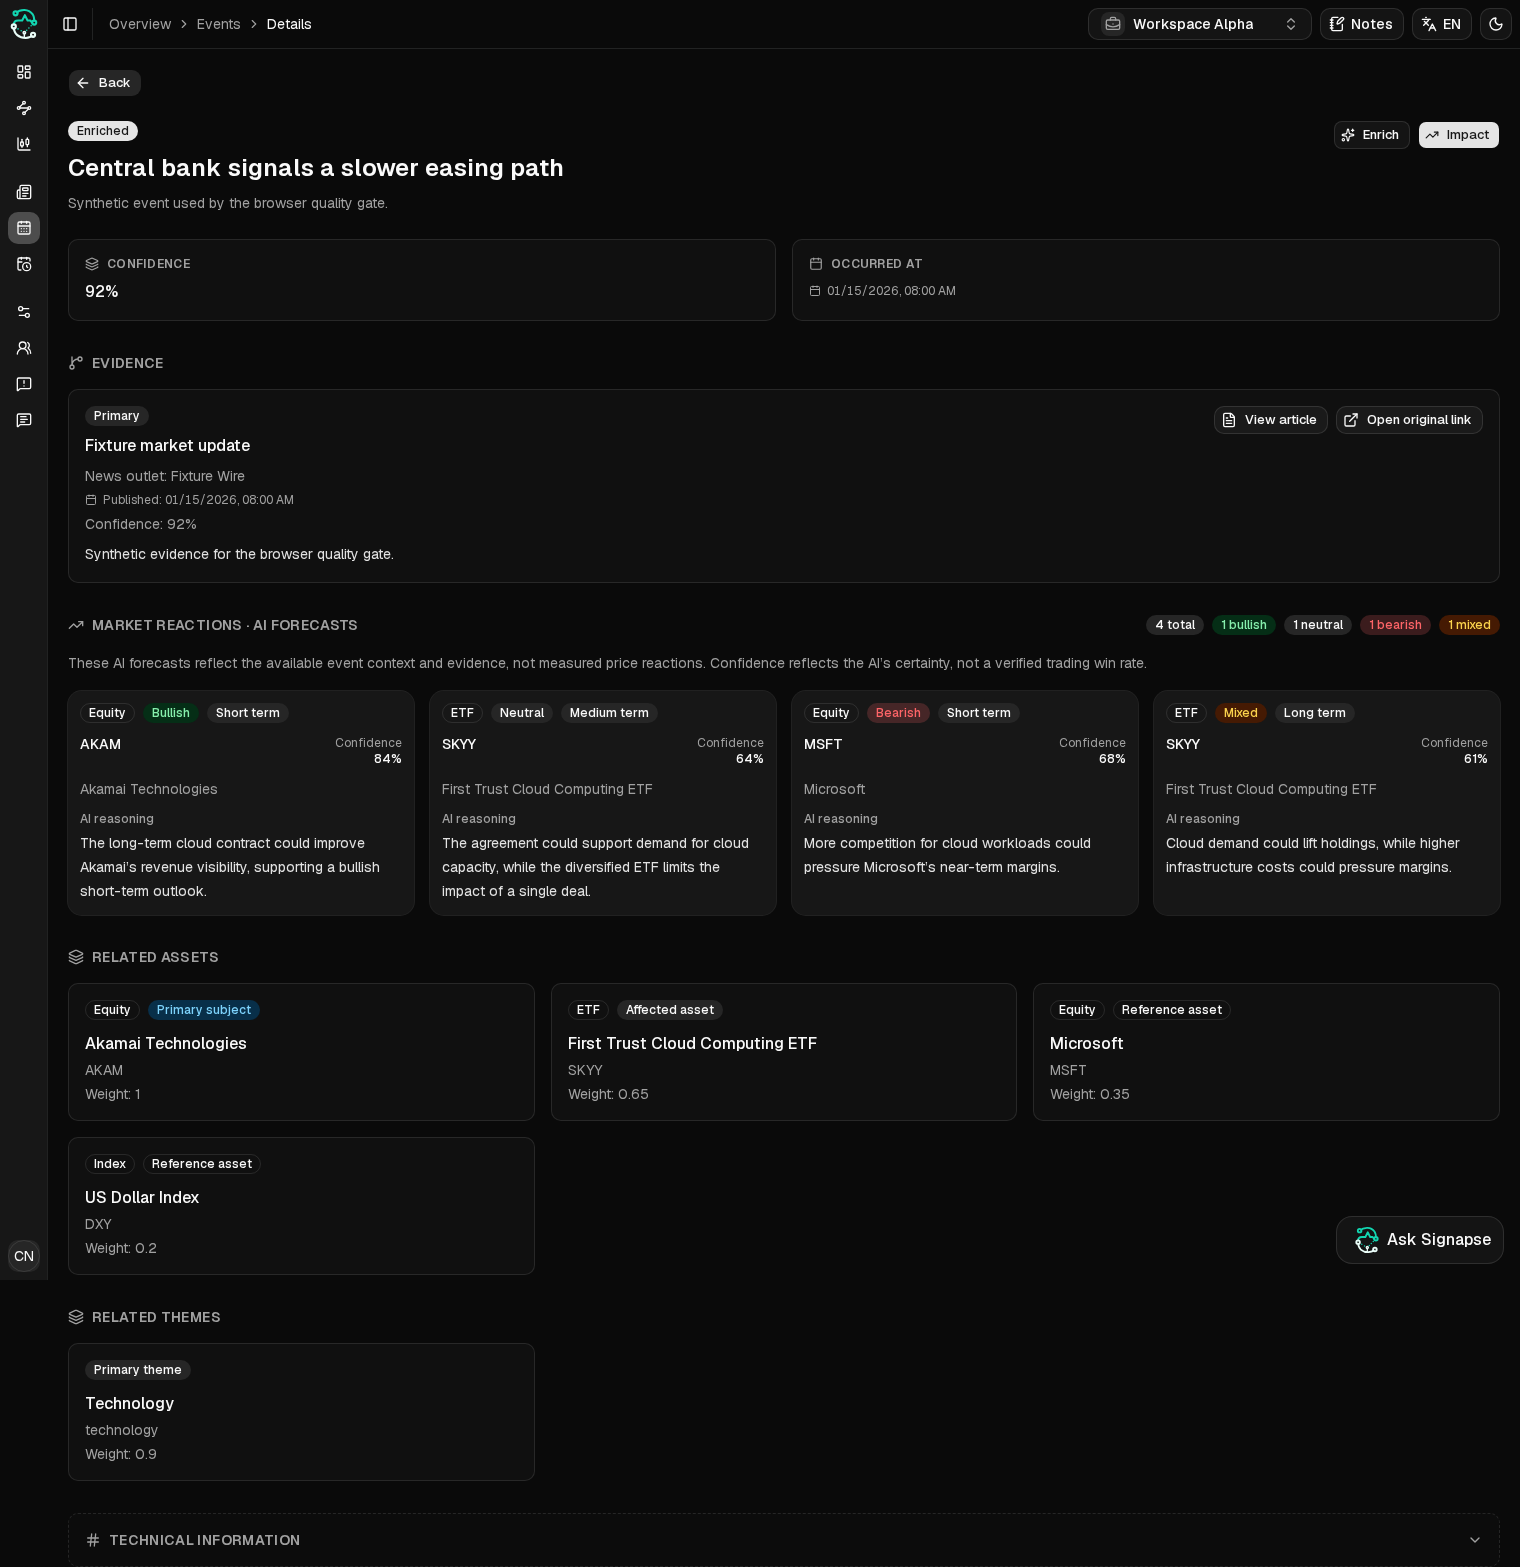 Overview > Events > Details
Workspace Alpha
Notes
EN
Back
Enriched
Enrich
Impact
Central bank signals a slower easing path
Synthetic event used by the browser quality gate.
CONFIDENCE
92%
OCCURRED AT
01/15/2026, 08:00 AM
EVIDENCE
Primary
View article
Open original link
Fixture market update
News outlet: Fixture Wire
Published: 01/15/2026, 08:00 AM
Confidence: 92%
Synthetic evidence for the browser quality gate.
MARKET REACTIONS · AI FORECASTS
4 total
1 bullish
1 neutral
1 bearish
1 mixed
These AI forecasts reflect the available event context and evidence, not measured price reactions. Confidence reflects the AI's certainty, not a verified trading win rate.
Equity
Bullish
Short term
AKAM
Confidence
84%
Akamai Technologies
AI reasoning
The long-term cloud contract could improve
Akamai's revenue visibility, supporting a bullish
short-term outlook.
ETF
Neutral
Medium term
SKYY
Confidence
64%
First Trust Cloud Computing ETF
AI reasoning
The agreement could support demand for cloud
capacity, while the diversified ETF limits the
impact of a single deal.
Equity
Bearish
Short term
MSFT
Confidence
68%
Microsoft
AI reasoning
More competition for cloud workloads could
pressure Microsoft's near-term margins.
ETF
Mixed
Long term
SKYY
Confidence
61%
First Trust Cloud Computing ETF
AI reasoning
Cloud demand could lift holdings, while higher
infrastructure costs could pressure margins.
RELATED ASSETS
Equity
Primary subject
Akamai Technologies
AKAM
Weight: 1
ETF
Affected asset
First Trust Cloud Computing ETF
SKYY
Weight: 0.65
Equity
Reference asset
Microsoft
MSFT
Weight: 0.35
Index
Reference asset
US Dollar Index
DXY
Weight: 0.2
CN
Ask Signapse
RELATED THEMES
Primary theme
Technology
technology
Weight: 0.9
TECHNICAL INFORMATION